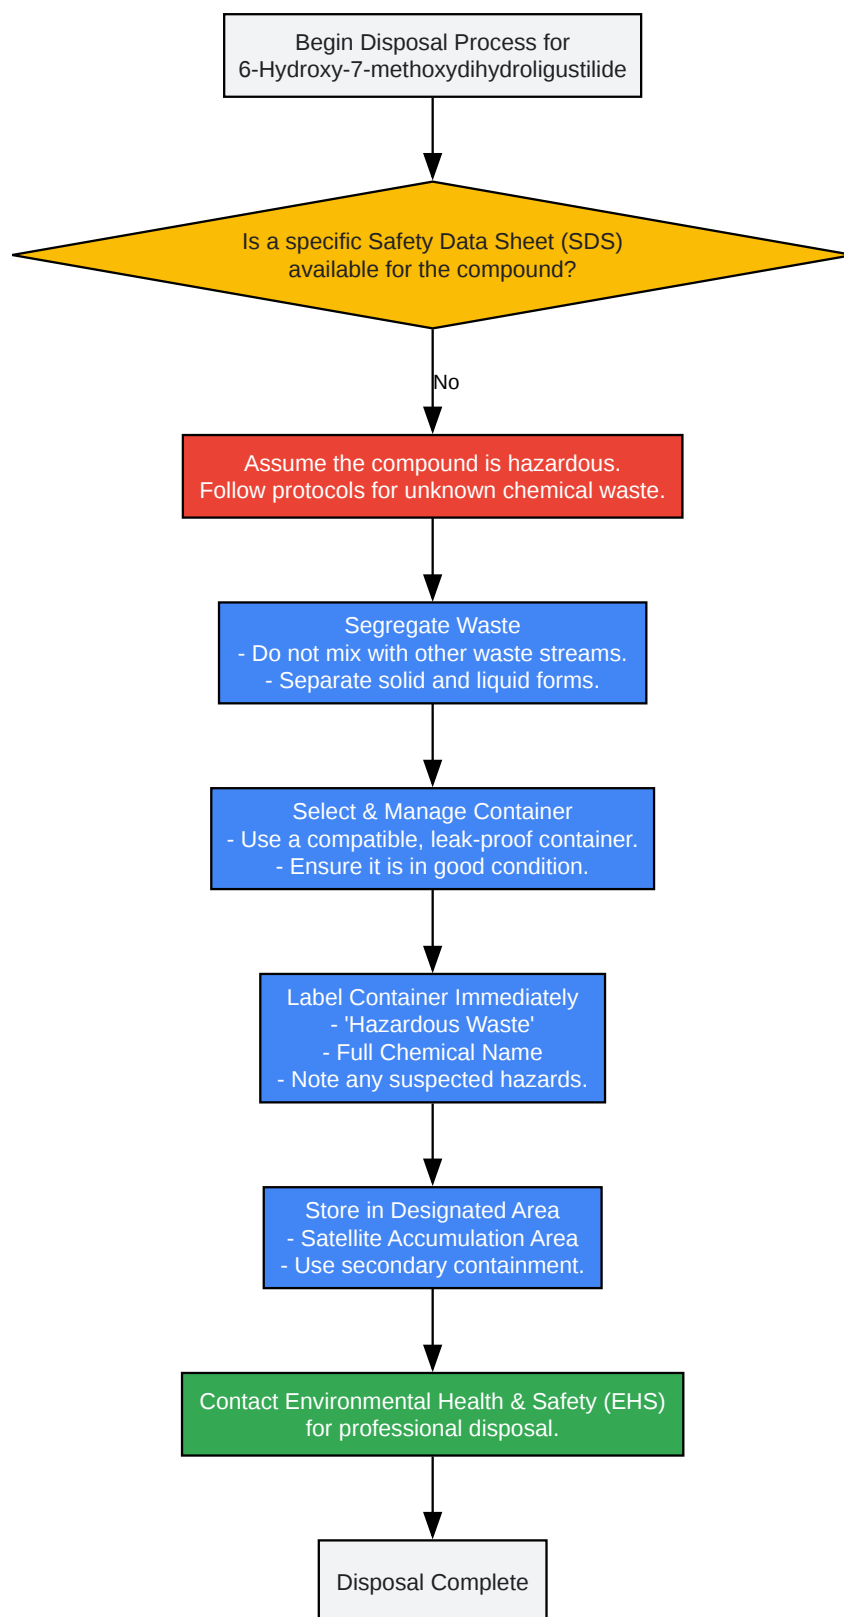 Begin Disposal Process for
6-Hydroxy-7-methoxydihydroligustilide
Is a specific Safety Data Sheet (SDS)
available for the compound?
No
Assume the compound is hazardous.
Follow protocols for unknown chemical waste.
Segregate Waste
- Do not mix with other waste streams.
- Separate solid and liquid forms.
Select & Manage Container
- Use a compatible, leak-proof container.
- Ensure it is in good condition.
Label Container Immediately
- 'Hazardous Waste'
- Full Chemical Name
- Note any suspected hazards.
Store in Designated Area
- Satellite Accumulation Area
- Use secondary containment.
Contact Environmental Health & Safety (EHS)
for professional disposal.
Disposal Complete